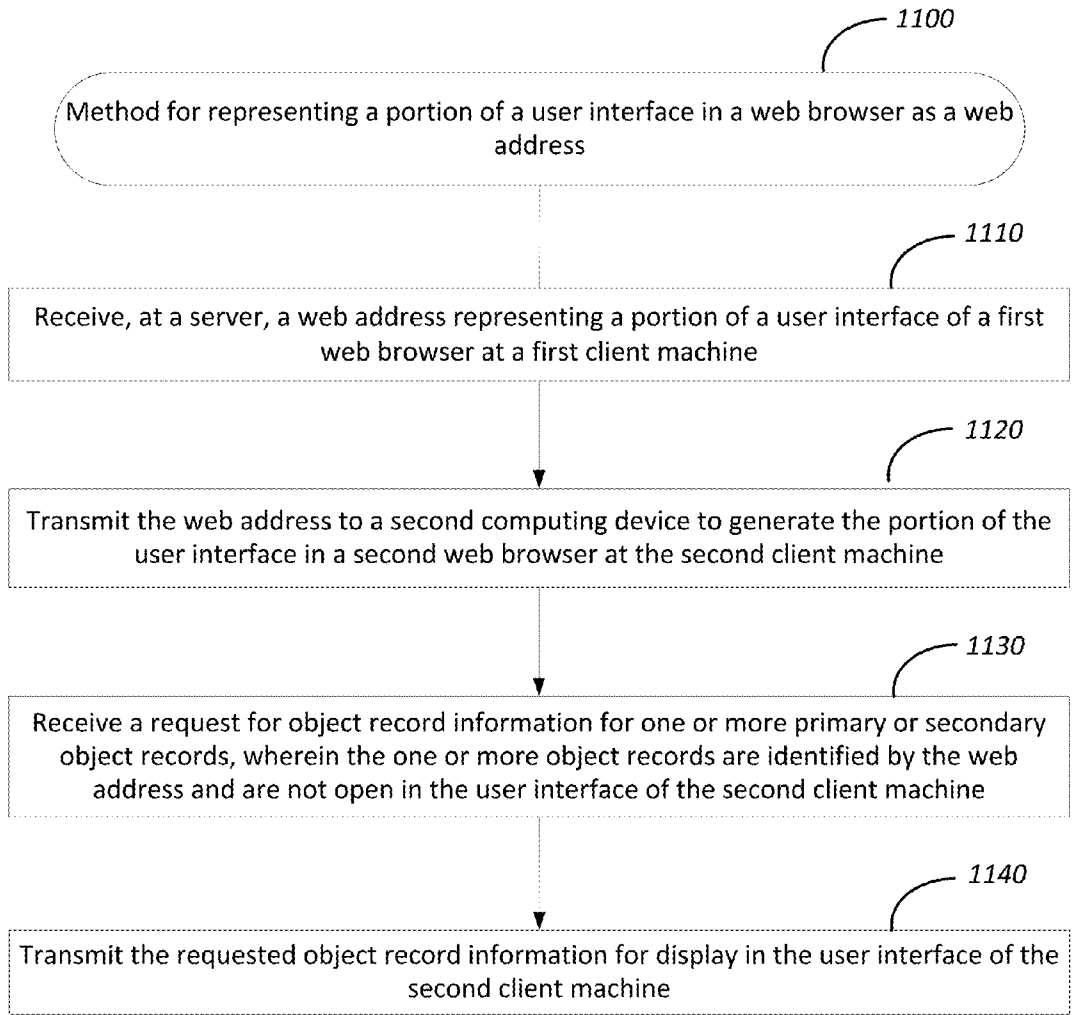 1100
Method for representing a portion of a user interface in a web browser as a web
address
1110
Receive, at a server, a web address representing a portion of a user interface of a first
web browser at a first client machine
1120
Transmit the web address to a second computing device to generate the portion of the
user interface in a second web browser at the second client machine
1130
Receive a request for object record information for one or more primary or secondary
object records, wherein the one or more object records are identified by the web
address and are not open in the user interface of the second client machine
1140
Transmit the requested object record information for display in the user interface of the
second client machine